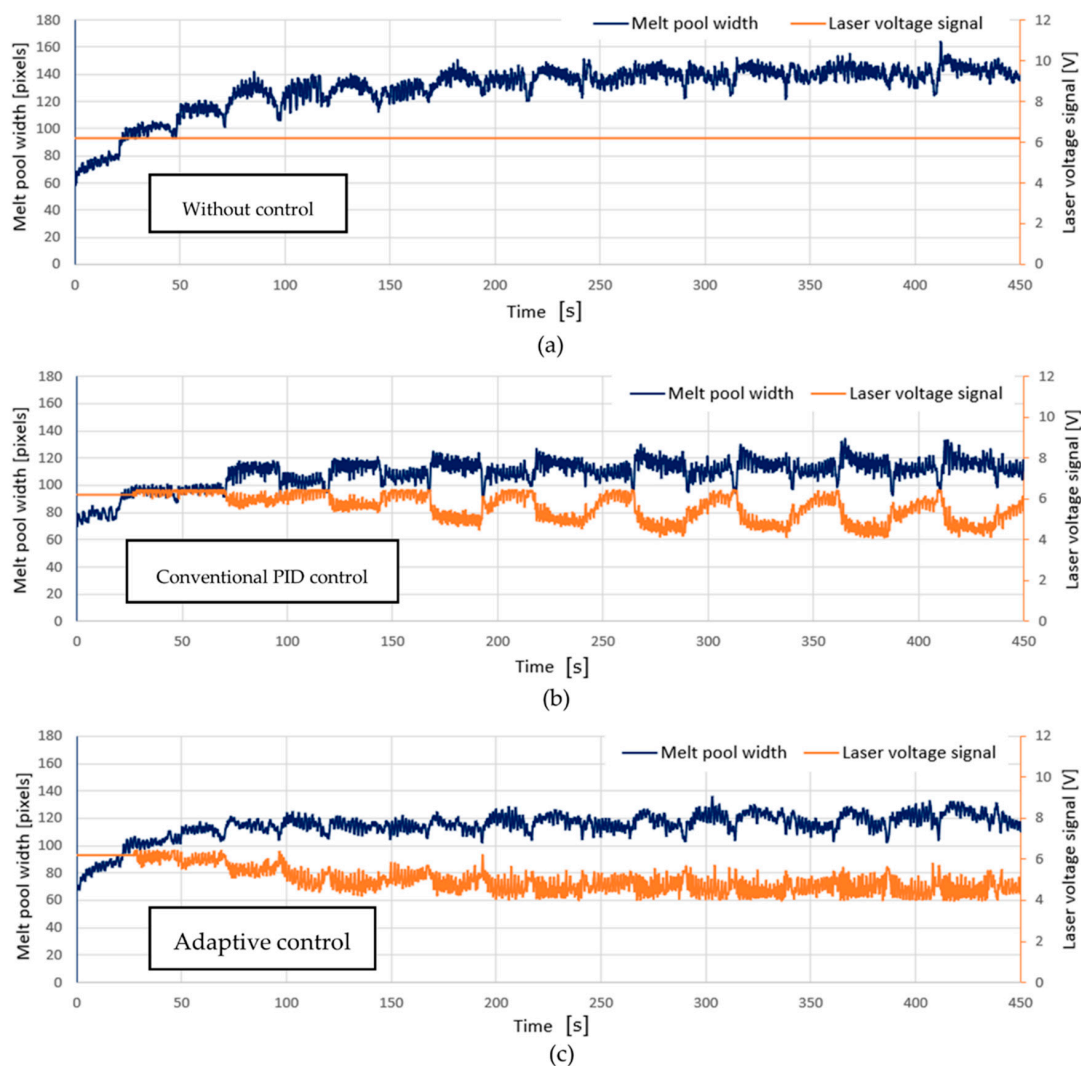 Melt pool width Laser voltage signal
180 12
160 10
140
120 8
100 6
80
60 4
40 2
20
0 0
Melt pool width [pixels]
Laser voltage signal [V]
Without control
0 50 100 150 200 250 300 350 400 450
Time [s]
(a)
Melt pool width Laser voltage signal
180 12
160 10
140
120 8
100 6
80
60 4
40 2
20
0 0
Melt pool width [pixels]
Laser voltage signal [V]
Conventional PID control
0 50 100 150 200 250 300 350 400 450
Time [s]
(b)
Melt pool width Laser voltage signal
180 12
160 10
140
120 8
100 6
80
60 4
40 2
20
0 0
Melt pool width [pixels]
Laser voltage signal [V]
Adaptive control
0 50 100 150 200 250 300 350 400 450
Time [s]
(c)